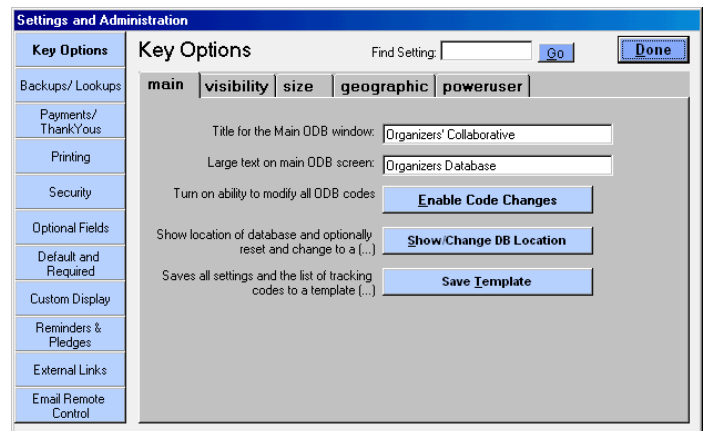 Settings and Administration
Key Options
Backups/ Lookups
Payments/
ThankYous
Printing
Security
Optional Fields
Default and
Required
Custom Display
Reminders &
Pledges
External Links
Email Remote
Control
Key Options
Find Setting:
Go
Done
main
visibility
size
geographic
poweruser
Title for the Main ODB window:
Organizers' Collaborative
Large text on main ODB screen:
Organizers Database
Turn on ability to modify all ODB codes
Enable Code Changes
Show location of database and optionally
reset and change to a (...)
Show/Change DB Location
Saves all settings and the list of tracking
codes to a template (...)
Save Template